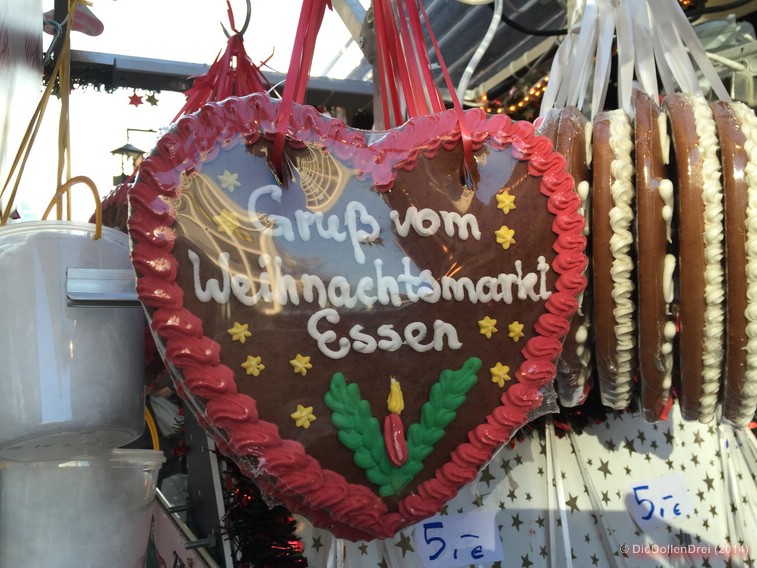 Gruß vom
Weihnachtsmarkt
Essen
5,-€
5,-€
© DieDollenDrei (2014)